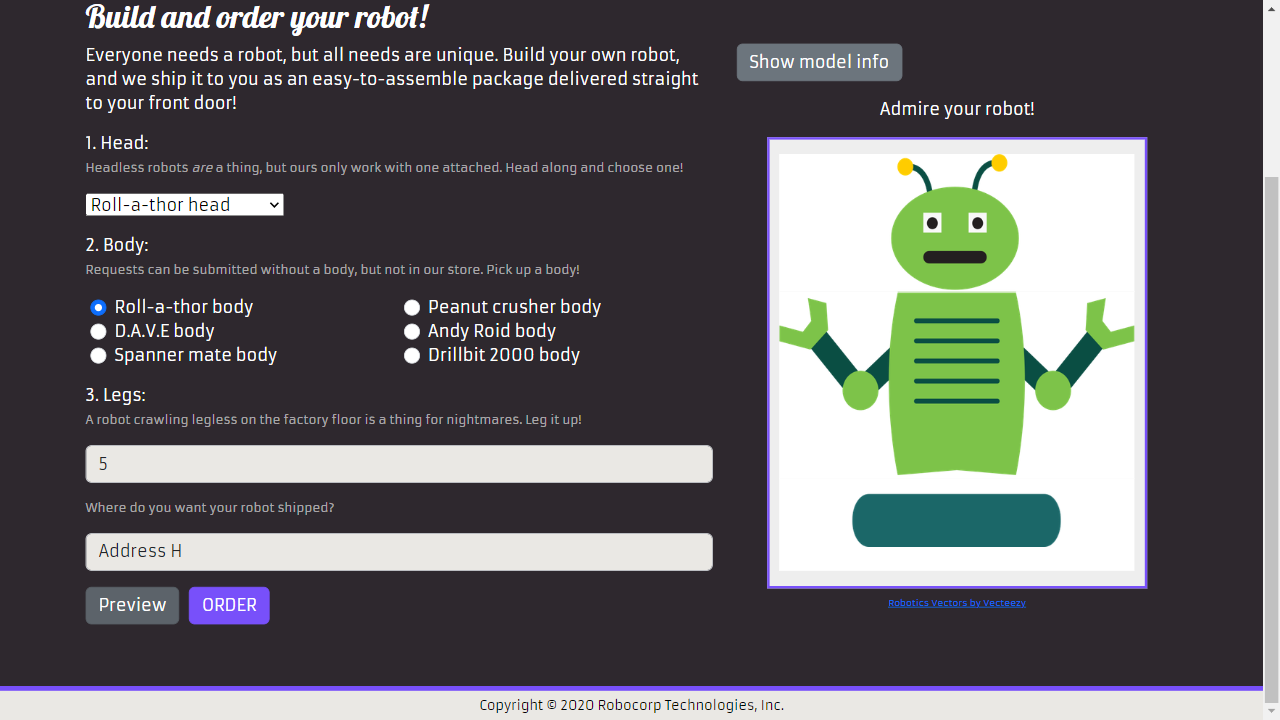 Build and order your robot!
Everyone needs a robot, but all needs are unique. Build your own robot,
and we ship it to you as an easy-to-assemble package delivered straight
to your front door!
1. Head:
Headless robots are a thing, but ours only work with one attached. Head along and choose one!
Roll-a-thor head
2. Body:
Requests can be submitted without a body, but not in our store. Pick up a body!
Roll-a-thor body
Peanut crusher body
D.A.V.E body
Andy Roid body
Spanner mate body
Drillbit 2000 body
3. Legs:
A robot crawling legless on the factory floor is a thing for nightmares. Leg it up!
5
Where do you want your robot shipped?
Address H
Preview
ORDER
Show model info
Admire your robot!
Robotics Vectors by Vecteezy
Copyright © 2020 Robocorp Technologies, Inc.